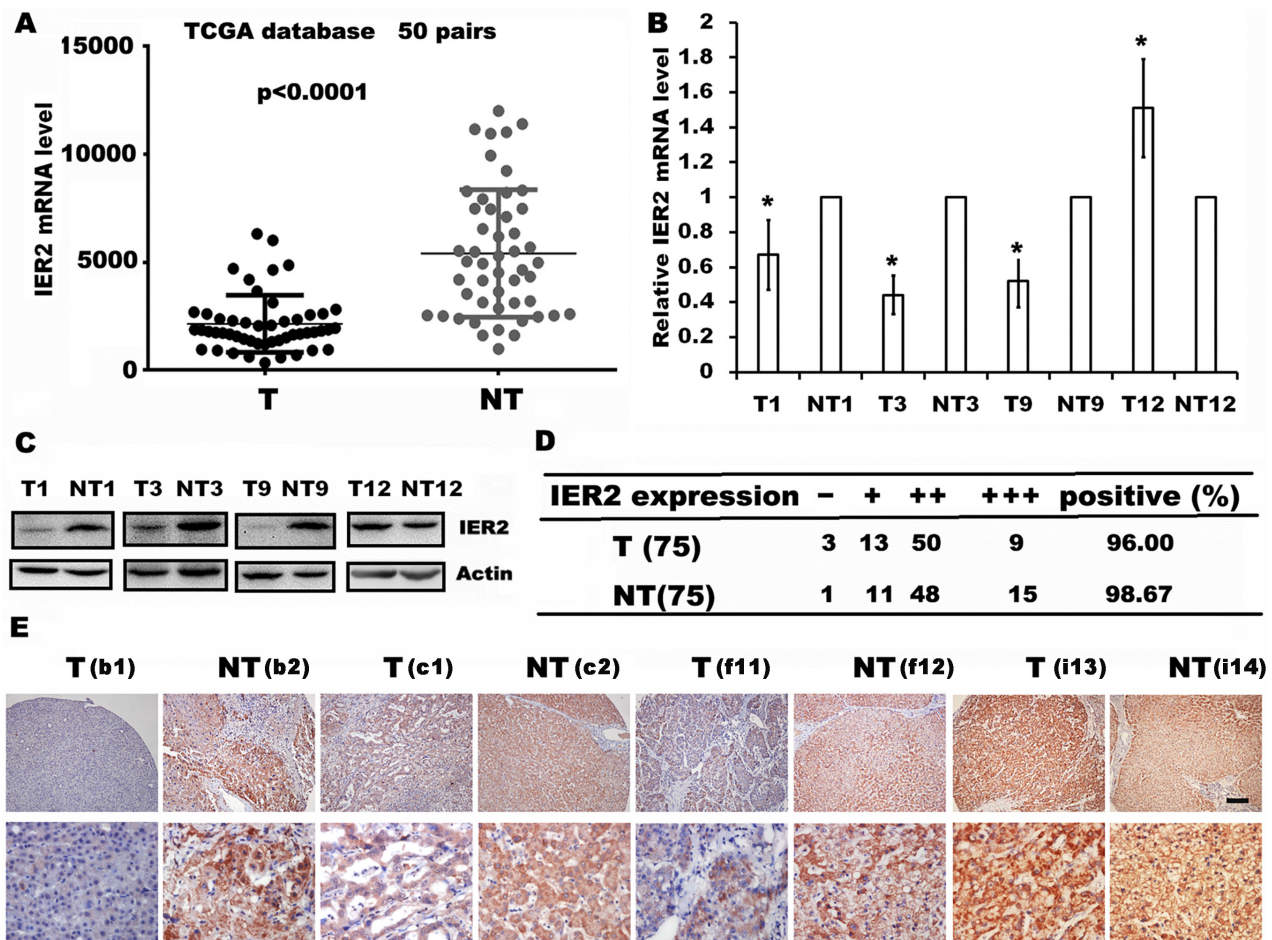 A
TCGA database 50 pairs
p<0.0001
IER2 mRNA level
15000
10000
5000
0
T NT
B
Relative IER2 mRNA level
2
1.8
1.6
1.4
1.2
1
0.8
0.6
0.4
0.2
0
* * * *
T1 NT1 T3 NT3 T9 NT9 T12 NT12
C
T1 NT1 T3 NT3 T9 NT9 T12 NT12
IER2
Actin
D
IER2 expression − + ++ +++ positive (%)
T (75) 3 13 50 9 96.00
NT(75) 1 11 48 15 98.67
E
T (b1) NT (b2) T (c1) NT (c2) T (f11) NT (f12) T (i13) NT (i14)